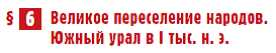 § 6 Великое переселение народов.
Южный урал в I тыс. н. э.